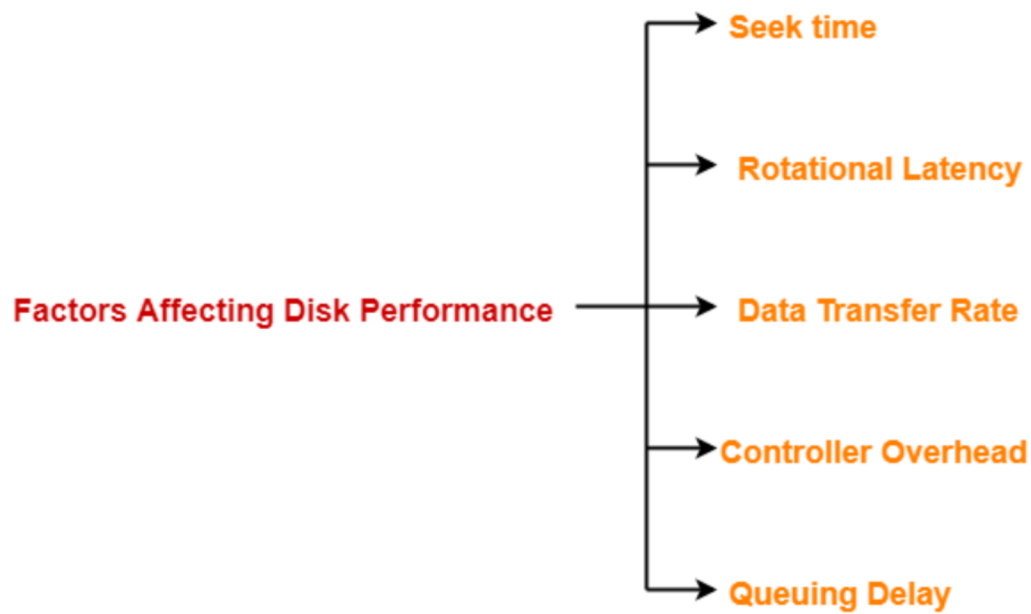 Seek time
Rotational Latency
Factors Affecting Disk Performance
Data Transfer Rate
Controller Overhead
Queuing Delay